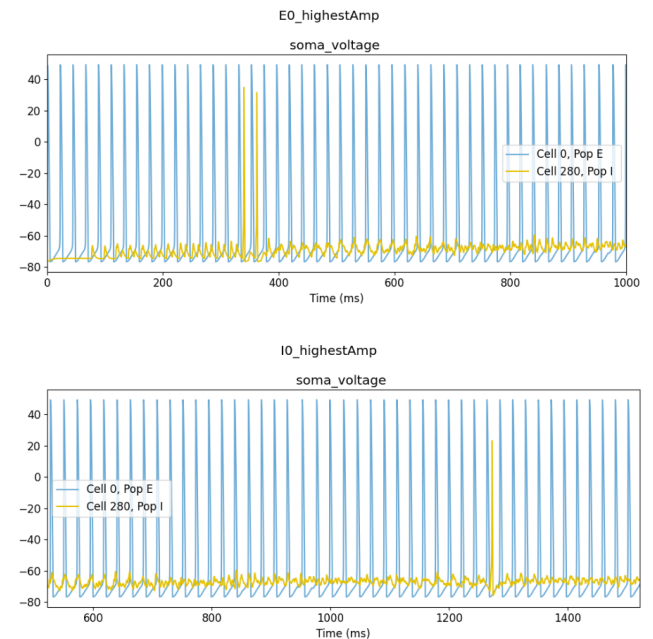 E0_highestAmp
soma_voltage
40
20
0
−20
−40
−60
−80
Cell 0, Pop E
Cell 280, Pop I
0 200 400 600 800 1000
Time (ms)
I0_highestAmp
soma_voltage
40
20
0
−20
−40
−60
−80
Cell 0, Pop E
Cell 280, Pop I
600 800 1000 1200 1400
Time (ms)